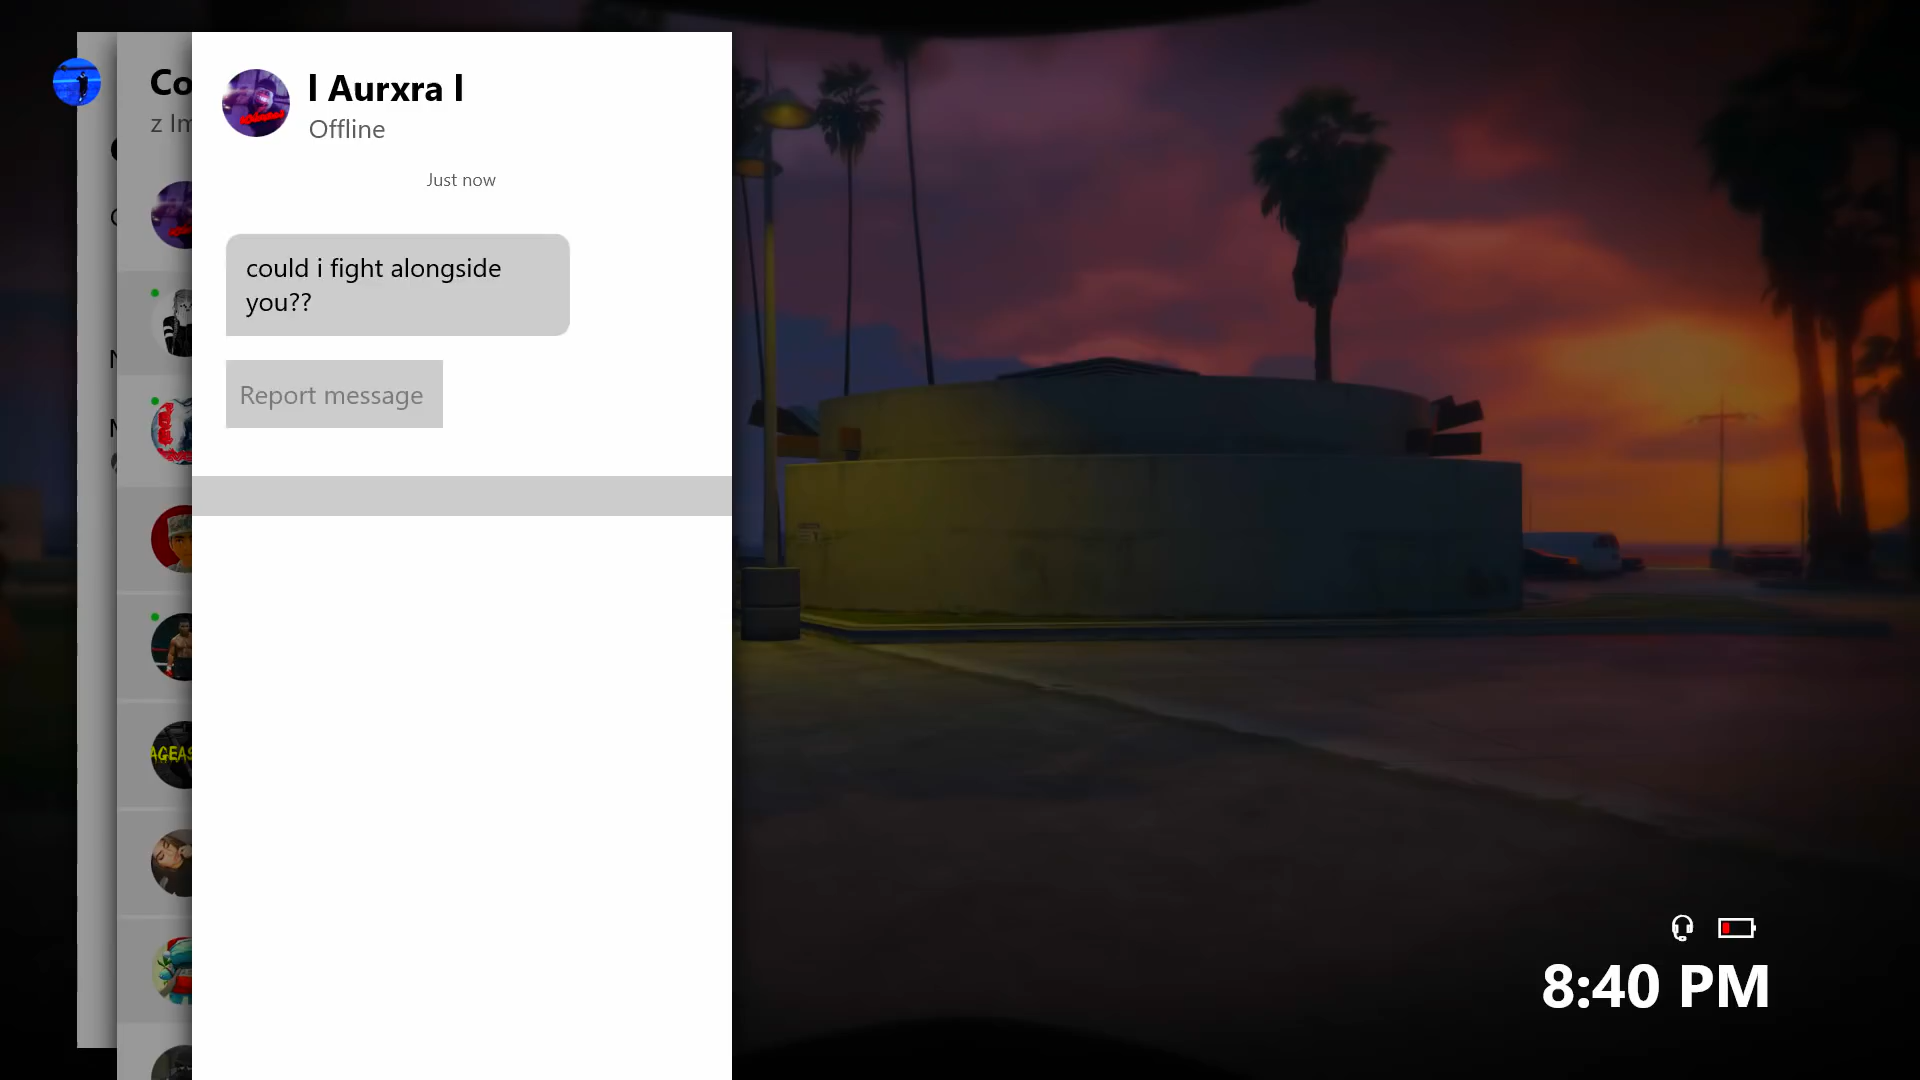 Co
z Im
l Aurxra l
Offline
Just now
could i fight alongside
you??
Report message
AGEAS
8:40 PM